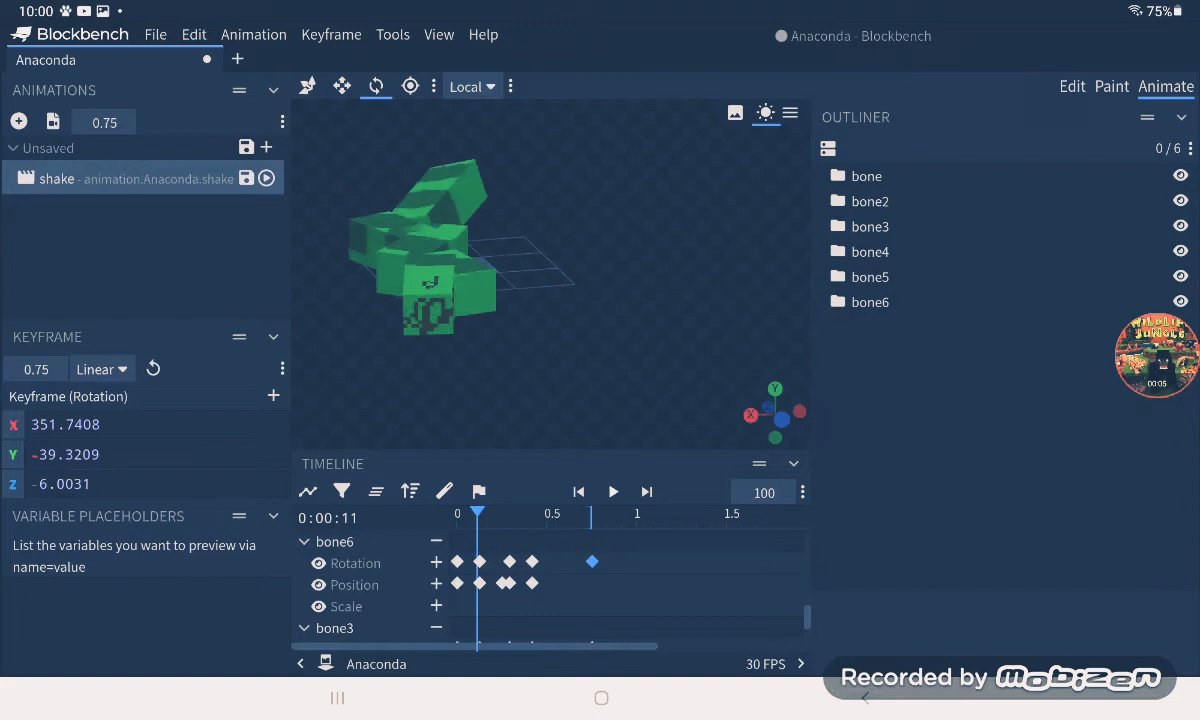 10:00
75%
Blockbench File Edit Animation Keyframe Tools View Help
Anaconda - Blockbench
Anaconda
ANIMATIONS
0.75
Unsaved
shake - animation.Anaconda.shake
KEYFRAME
0.75 Linear
Keyframe (Rotation)
X 351.7408
Y -39.3209
Z -6.0031
VARIABLE PLACEHOLDERS
List the variables you want to preview via
name=value
Local
X
Y
TIMELINE
100
0:00:11
0 0.5 1 1.5
bone6
Rotation
Position
Scale
bone3
Anaconda
30 FPS
Edit Paint Animate
OUTLINER
0 / 6
bone
bone2
bone3
bone4
bone5
bone6
WILDLIFE
JUNGLE
00:05
Recorded by mobizen